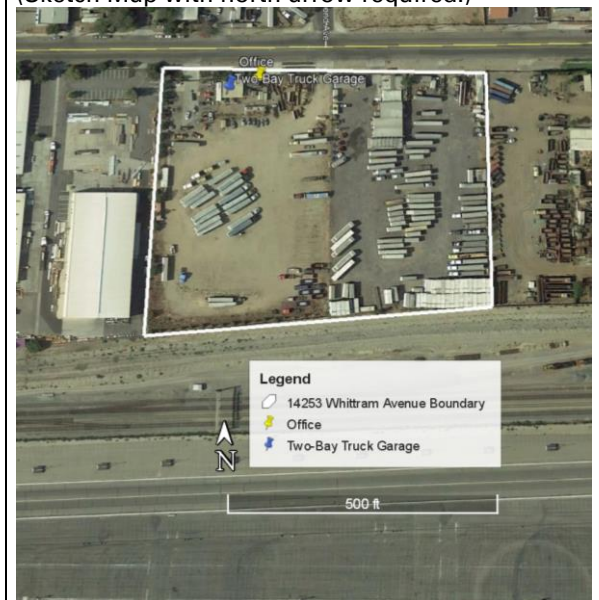 (Sketch Map with north arrow required.)
Office
Two-Bay Truck Garage
Legend
14253 Whittram Avenue Boundary
Office
Two-Bay Truck Garage
N
500 ft